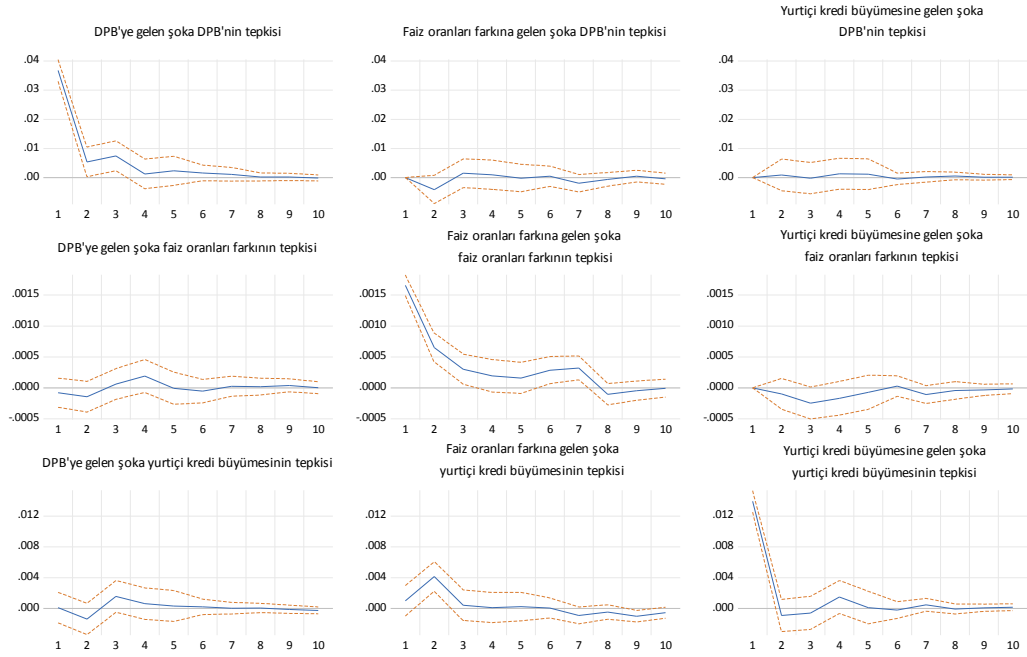 Yurtiçi kredi büyümesine gelen şoka
DPB'ye gelen şoka DPB'nin tepkisi
Faiz oranları farkına gelen şoka DPB'nin tepkisi
DPB'nin tepkisi
.04
.03
.02
.01
.00
1 2 3 4 5 6 7 8 9 10
.04
.03
.02
.01
.00
1 2 3 4 5 6 7 8 9 10
.04
.03
.02
.01
.00
1 2 3 4 5 6 7 8 9 10
DPB'ye gelen şoka faiz oranları farkının tepkisi
Faiz oranları farkına gelen şoka
faiz oranları farkının tepkisi
Yurtiçi kredi büyümesine gelen şoka
faiz oranları farkının tepkisi
.0015
.0010
.0005
.0000
-.0005
1 2 3 4 5 6 7 8 9 10
.0015
.0010
.0005
.0000
-.0005
1 2 3 4 5 6 7 8 9 10
.0015
.0010
.0005
.0000
-.0005
1 2 3 4 5 6 7 8 9 10
DPB'ye gelen şoka yurtiçi kredi büyümesinin tepkisi
Faiz oranları farkına gelen şoka
yurtiçi kredi büyümesinin tepkisi
Yurtiçi kredi büyümesine gelen şoka
yurtiçi kredi büyümesinin tepkisi
.012
.008
.004
.000
1 2 3 4 5 6 7 8 9 10
.012
.008
.004
.000
1 2 3 4 5 6 7 8 9 10
.012
.008
.004
.000
1 2 3 4 5 6 7 8 9 10